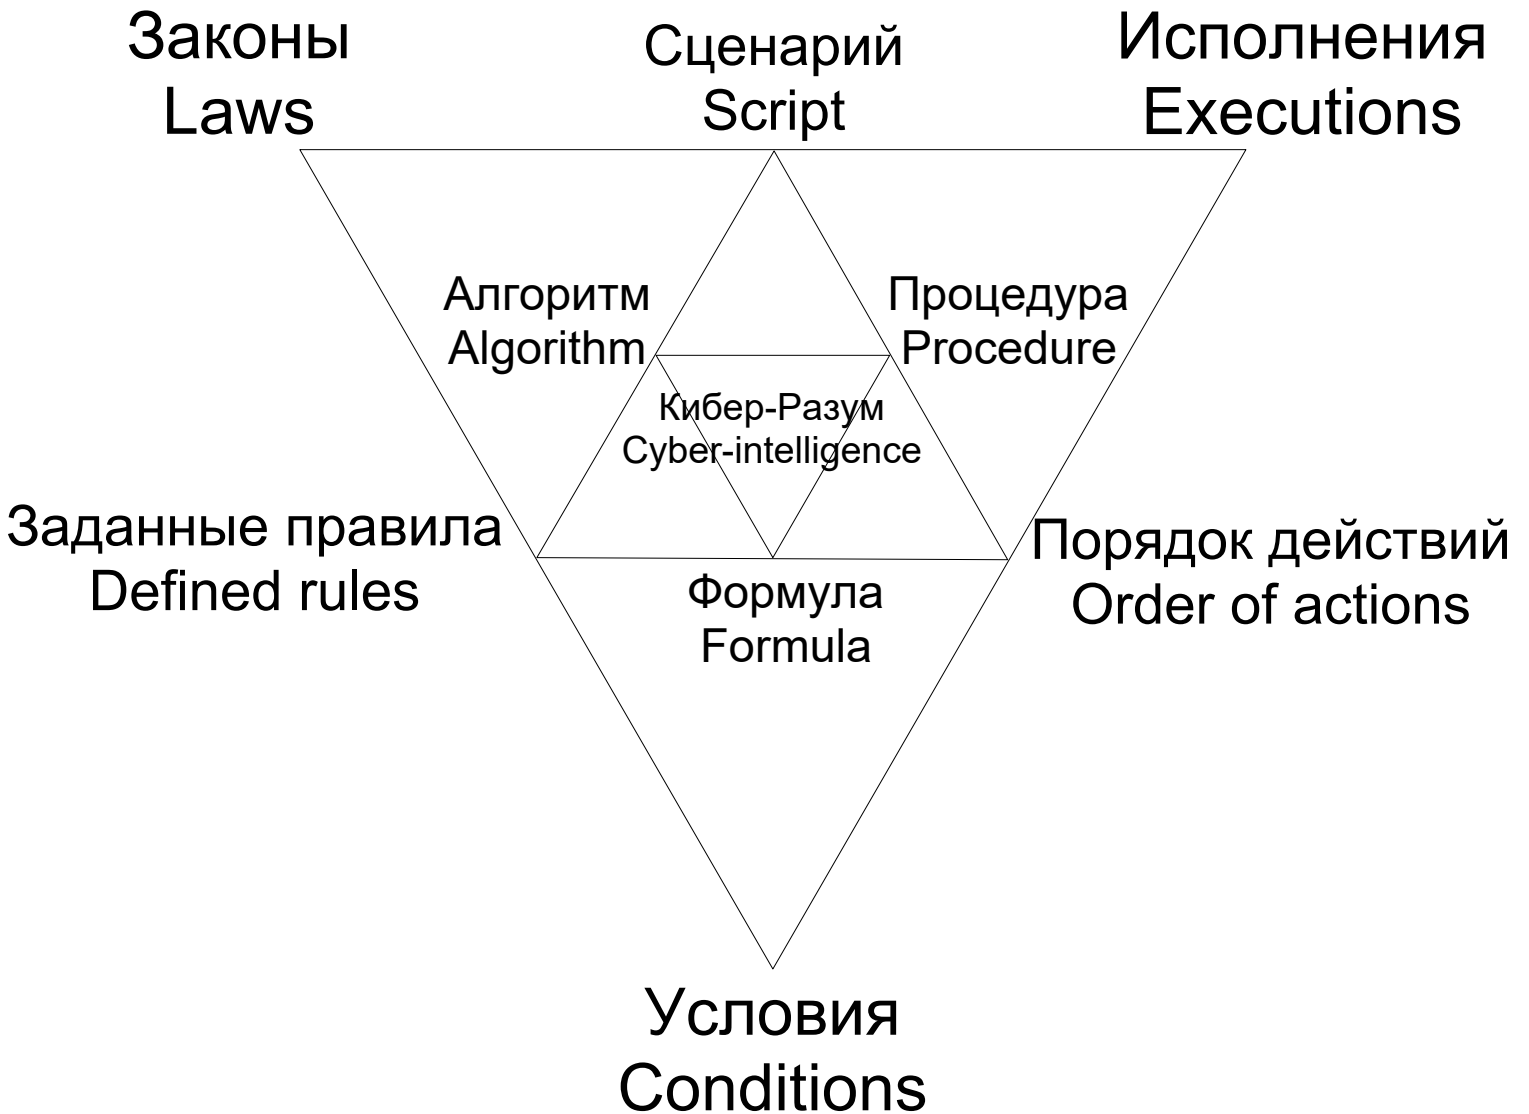 Законы
Laws
Сценарий
Script
Исполнения
Executions
Алгоритм
Algorithm
Процедура
Procedure
Кибер-Разум
Cyber-intelligence
Заданные правила
Defined rules
Порядок действий
Order of actions
Формула
Formula
Условия
Conditions